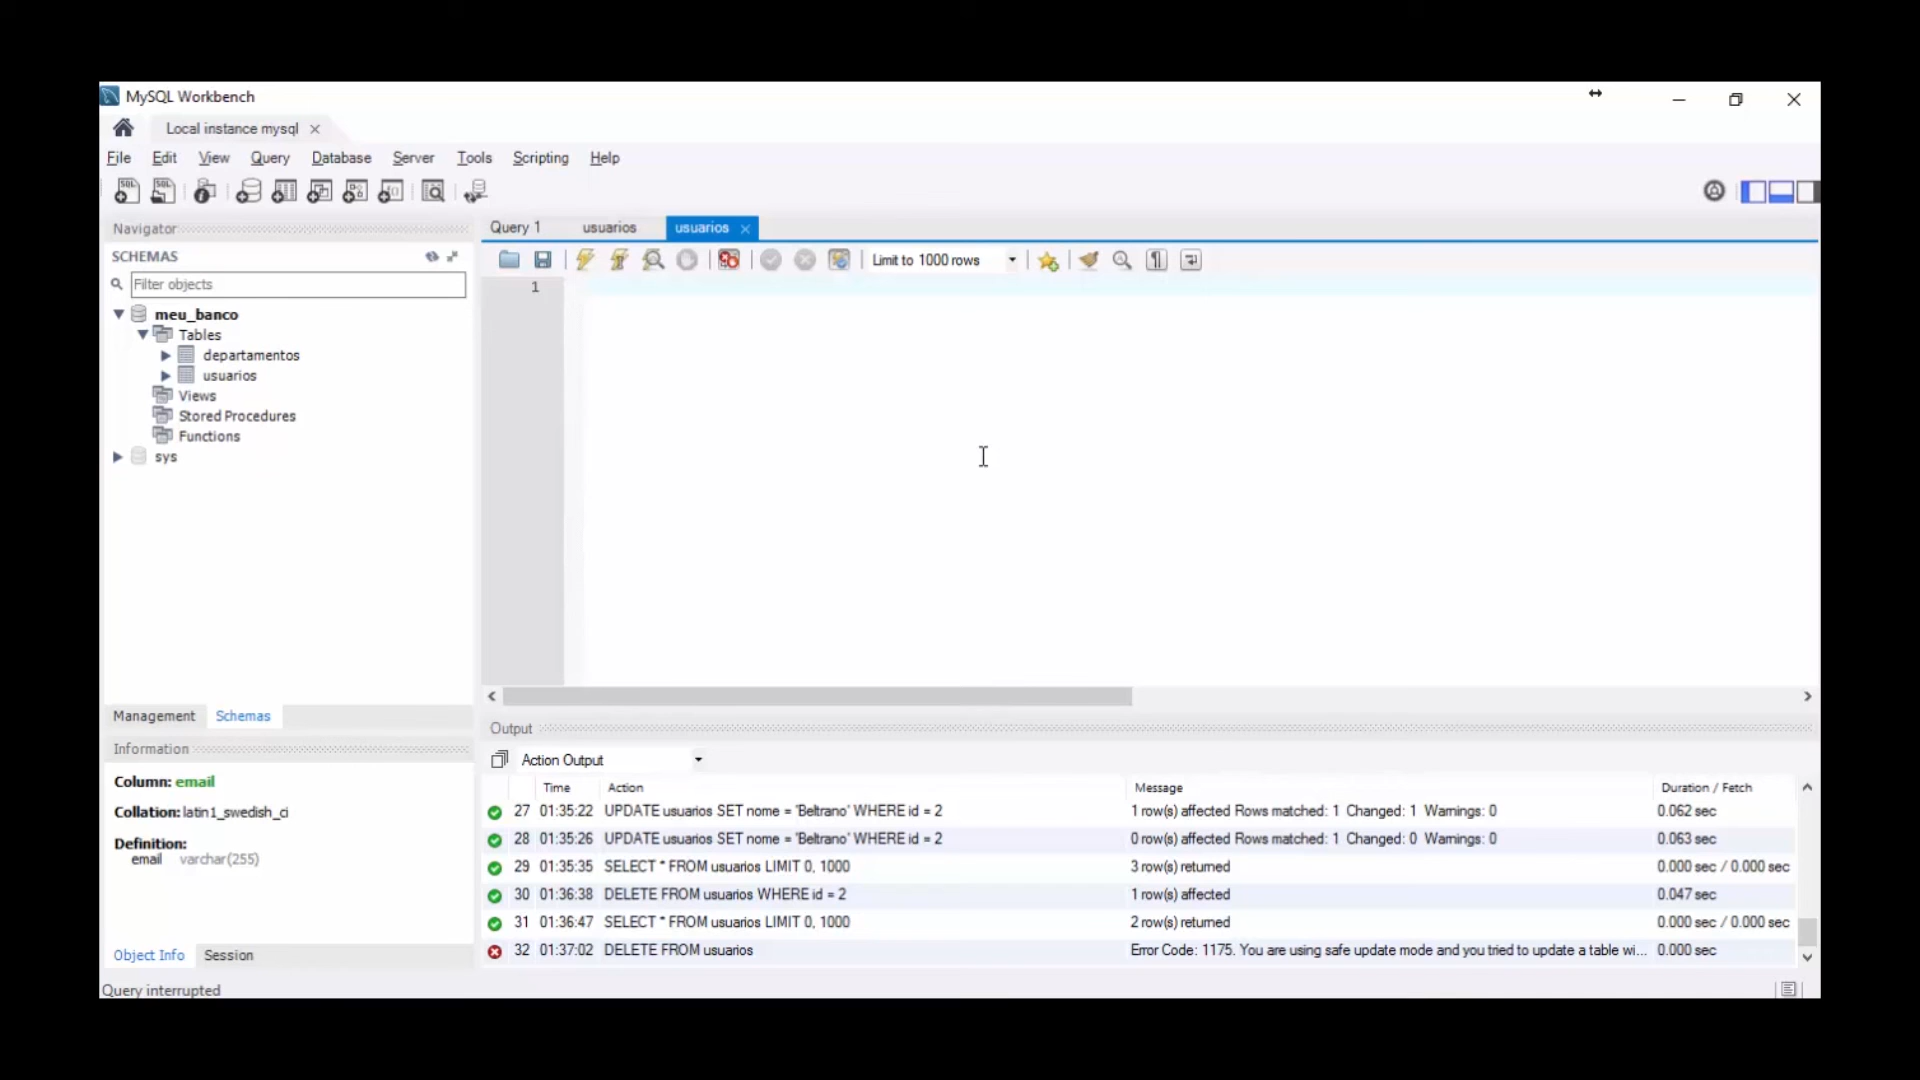 MySQL Workbench
Local instance mysql
File Edit View Query Database Server Tools Scripting Help
Navigator
SCHEMAS
Filter objects
meu_banco
Tables
departamentos
usuarios
Views
Stored Procedures
Functions
sys
Management Schemas
Information
Column: email
Collation: latin1_swedish_ci
Definition:
email varchar(255)
Object Info Session
Query interrupted
Query 1 usuarios usuarios
Limit to 1000 rows
1
Output
Action Output
Time Action Message Duration / Fetch
27 01:35:22 UPDATE usuarios SET nome = 'Beltrano' WHERE id = 2 1 row(s) affected Rows matched: 1 Changed: 1 Warnings: 0 0.062 sec
28 01:35:26 UPDATE usuarios SET nome = 'Beltrano' WHERE id = 2 0 row(s) affected Rows matched: 1 Changed: 0 Warnings: 0 0.063 sec
29 01:35:35 SELECT * FROM usuarios LIMIT 0, 1000 3 row(s) returned 0.000 sec / 0.000 sec
30 01:36:38 DELETE FROM usuarios WHERE id = 2 1 row(s) affected 0.047 sec
31 01:36:47 SELECT * FROM usuarios LIMIT 0, 1000 2 row(s) returned 0.000 sec / 0.000 sec
32 01:37:02 DELETE FROM usuarios Error Code: 1175. You are using safe update mode and you tried to update a table wi... 0.000 sec